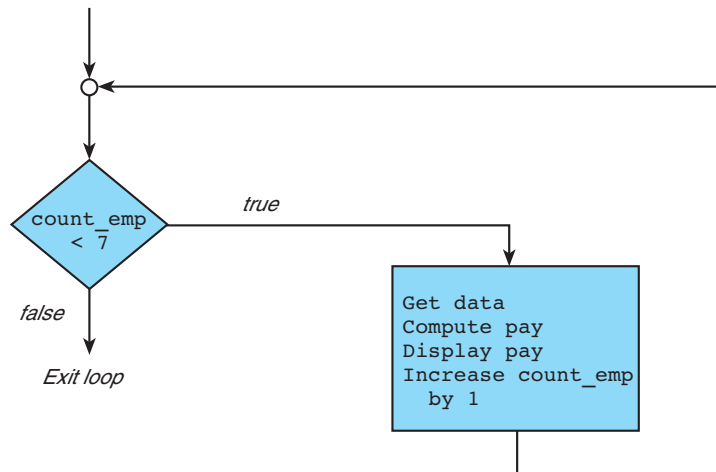 count_emp
< 7
true
false
Exit loop
Get data
Compute pay
Display pay
Increase count_emp
by 1